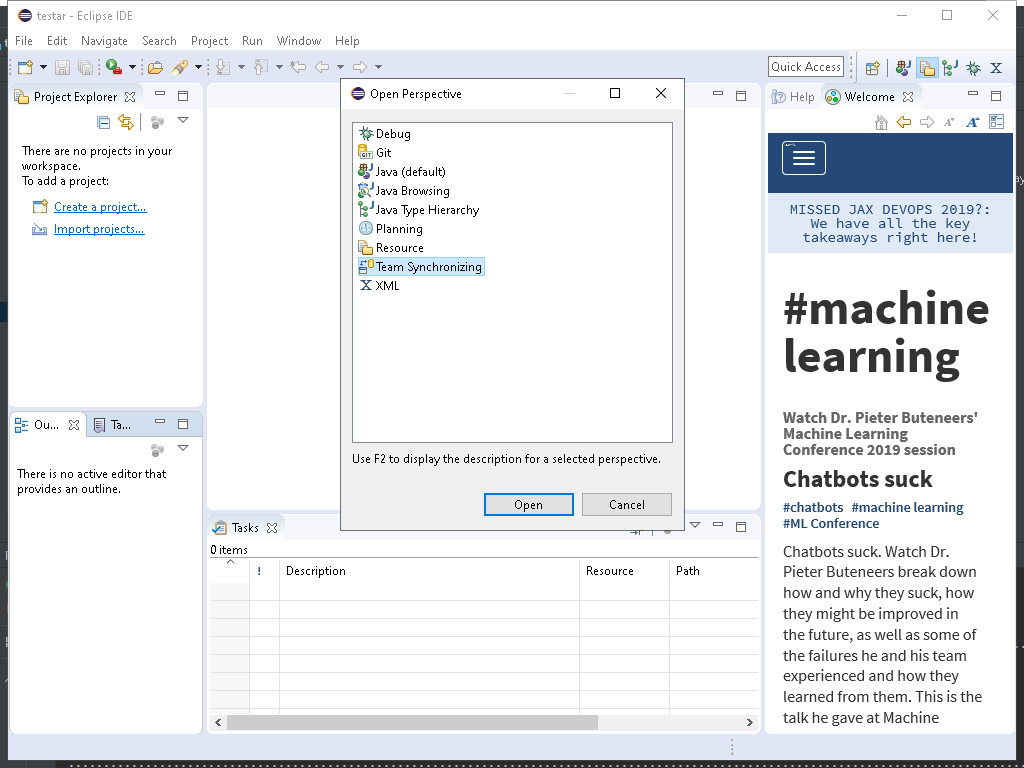 testar - Eclipse IDE
File Edit Navigate Search Project Run Window Help
Quick Access
Project Explorer
There are no projects in your
workspace.
To add a project:
Create a project...
Import projects...
Ou... Ta...
There is no active editor that
provides an outline.
Open Perspective
Debug
Git
Java (default)
Java Browsing
Java Type Hierarchy
Planning
Resource
Team Synchronizing
XML
Use F2 to display the description for a selected perspective.
Open Cancel
Tasks
0 items
! Description Resource Path
Help Welcome
MISSED JAX DEVOPS 2019?:
We have all the key
takeaways right here!
#machine
learning
Watch Dr. Pieter Buteneers'
Machine Learning
Conference 2019 session
Chatbots suck
#chatbots #machine learning
#ML Conference
Chatbots suck. Watch Dr.
Pieter Buteneers break down
how and why they suck, how
they might be improved in
the future, as well as some of
the failures he and his team
experienced and how they
learned from them. This is the
talk he gave at Machine